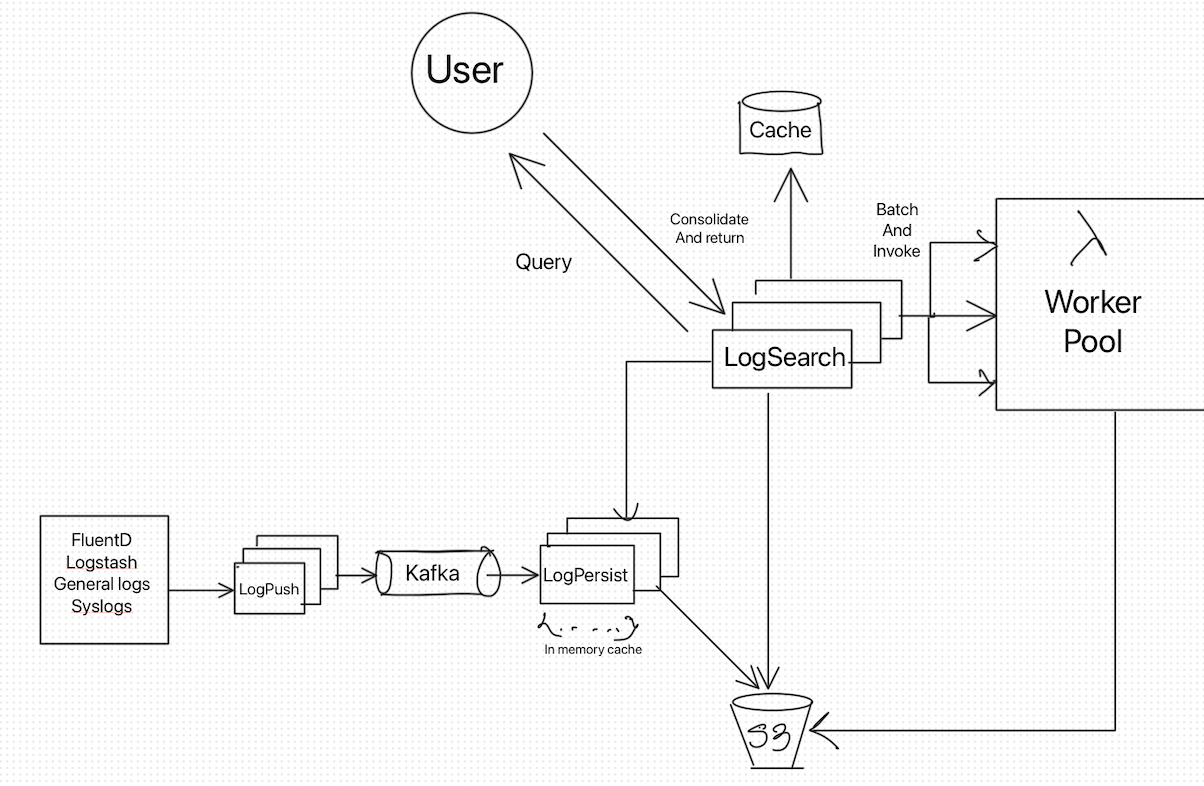 User
Cache
Consolidate
And return
Batch
And
Invoke
Query
λ
Worker
Pool
LogSearch
FluentD
Logstash
General logs
Syslogs
LogPush
Kafka
LogPersist
{....}
In memory cache
S3